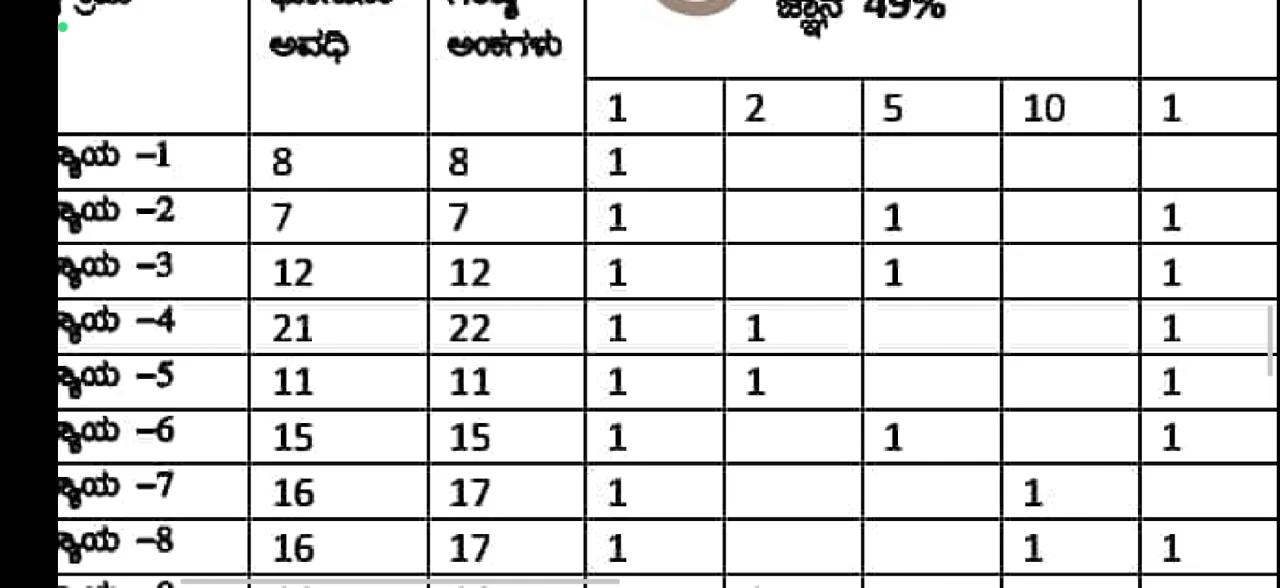 ಜ್ಞಾನ 49%
ಅವಧಿ ಅಂಕಗಳು
1 2 5 10 1
–1 8 8 1
–2 7 7 1 1 1
–3 12 12 1 1 1
–4 21 22 1 1 1
–5 11 11 1 1 1
–6 15 15 1 1 1
–7 16 17 1 1
–8 16 17 1 1 1